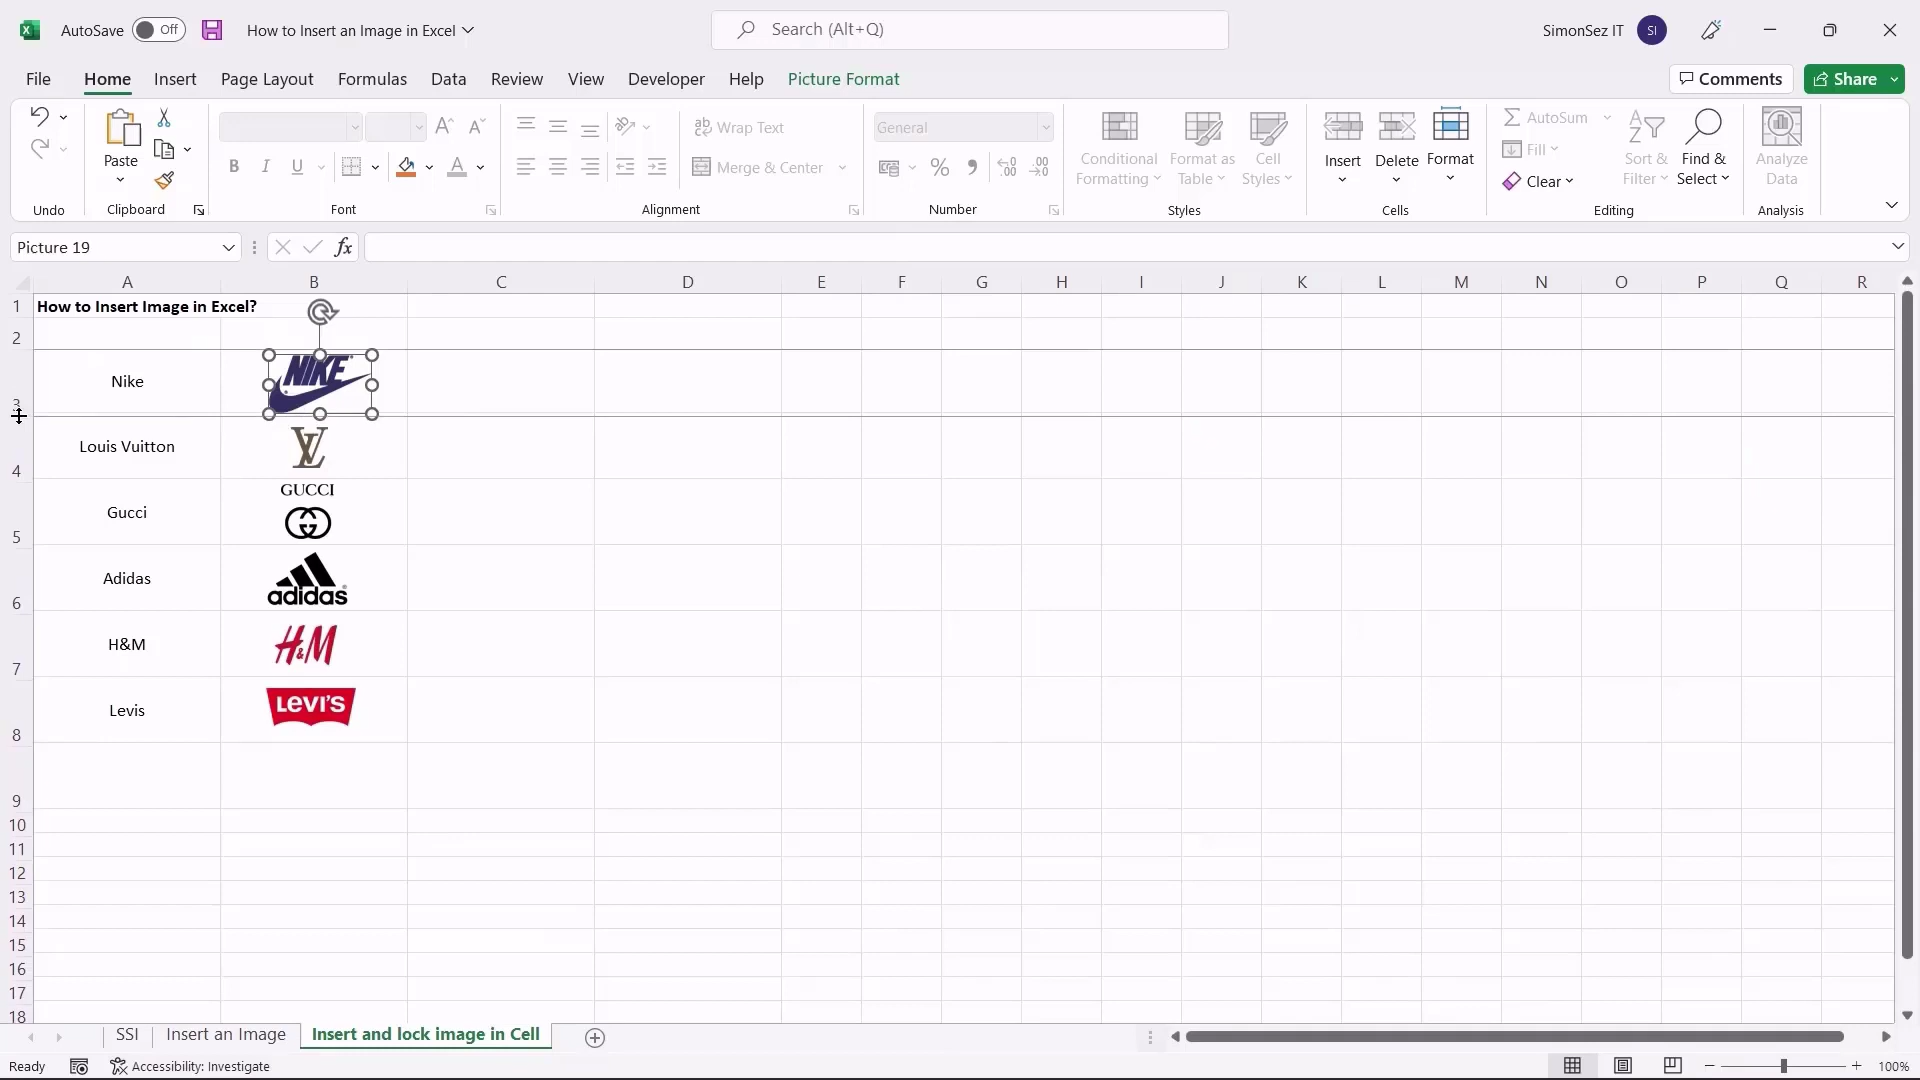 AutoSave Off How to Insert an Image in Excel Search (Alt+Q) SimonSez IT SI
File Home Insert Page Layout Formulas Data Review View Developer Help Picture Format Comments Share
Paste
Undo Clipboard
B I U A
Font
ab Wrap Text
Merge & Center
Alignment
General
% ,
Number
Conditional Formatting
Format as Table
Cell Styles
Styles
Insert Delete Format
Cells
AutoSum
Fill
Clear
Sort & Filter
Find & Select
Editing
Analyze Data
Analysis
Picture 19 fx
A B C D E F G H I J K L M N O P Q R
1 How to Insert Image in Excel?
2
3 Nike NIKE
4 Louis Vuitton LV
5 Gucci GUCCI
6 Adidas adidas
7 H&M H&M
8 Levis LEVI'S
9
10
11
12
13
14
15
16
17
18
SSI Insert an Image Insert and lock image in Cell
Ready Accessibility: Investigate 100%